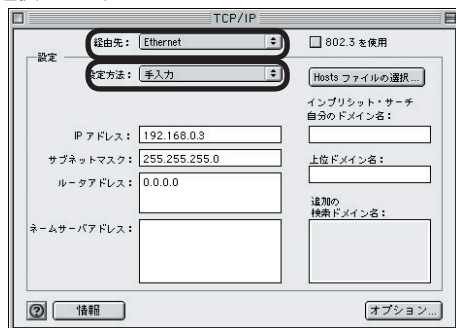 TCP/IP
経由先： Ethernet
802.3 を使用
設定
設定方法： 手入力
Hosts ファイルの選択...
インプリシット・サーチ
自分のドメイン名：
IP アドレス： 192.168.0.3
サブネットマスク： 255.255.255.0
上位ドメイン名：
ルータアドレス： 0.0.0.0
追加の
検索ドメイン名：
ネームサーバアドレス：
?
情報
オプション...